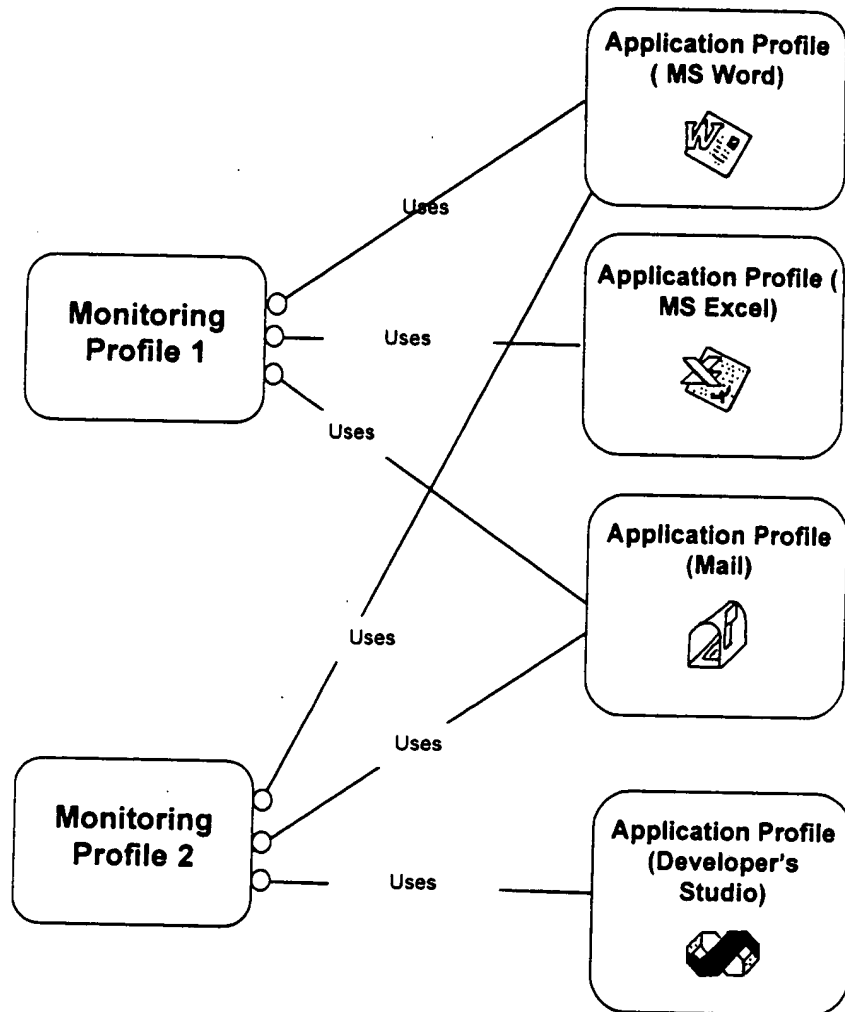 Application Profile
( MS Word)
W
Uses
Monitoring
Profile 1
Application Profile (
MS Excel)
Uses
Uses
Application Profile
(Mail)
Uses
Uses
Monitoring
Profile 2
Application Profile
(Developer's
Studio)
Uses